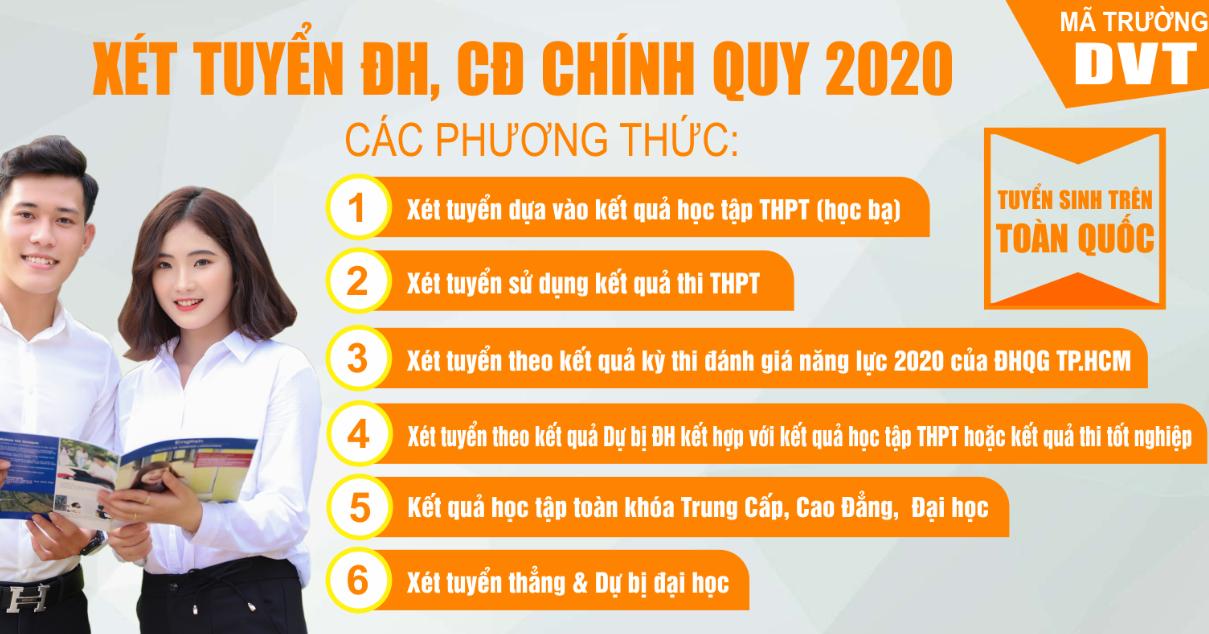 MÃ TRƯỜNG
DVT
XÉT TUYỂN ĐH, CĐ CHÍNH QUY 2020
CÁC PHƯƠNG THỨC:
1 Xét tuyển dựa vào kết quả học tập THPT (học bạ)
2 Xét tuyển sử dụng kết quả thi THPT
3 Xét tuyển theo kết quả kỳ thi đánh giá năng lực 2020 của ĐHQG TP.HCM
4 Xét tuyển theo kết quả Dự bị ĐH kết hợp với kết quả học tập THPT hoặc kết quả thi tốt nghiệp
5 Kết quả học tập toàn khóa Trung Cấp, Cao Đẳng, Đại học
6 Xét tuyển thẳng & Dự bị đại học
TUYỂN SINH TRÊN
TOÀN QUỐC
English